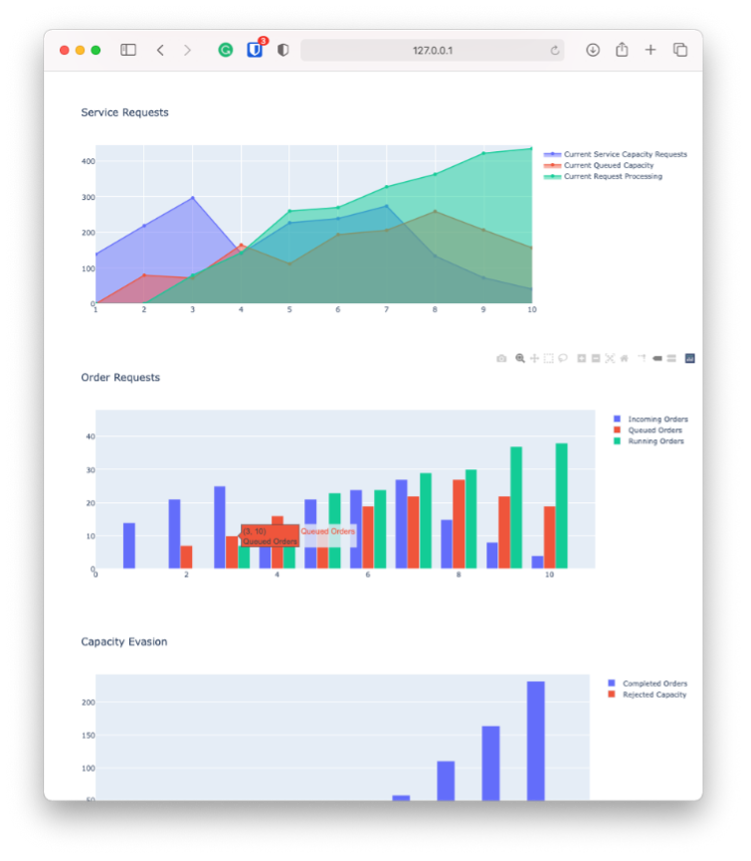 3
127.0.0.1
Service Requests
400
300
200
100
0
1 2 3 4 5 6 7 8 9 10
Current Service Capacity Requests
Current Queued Capacity
Current Request Processing
Order Requests
40
30
20
10
0
0 2 4 6 8 10
Incoming Orders
Queued Orders
Running Orders
(3, 10)
Queued Orders
Queued Orders
Capacity Evasion
200
150
100
50
Completed Orders
Rejected Capacity